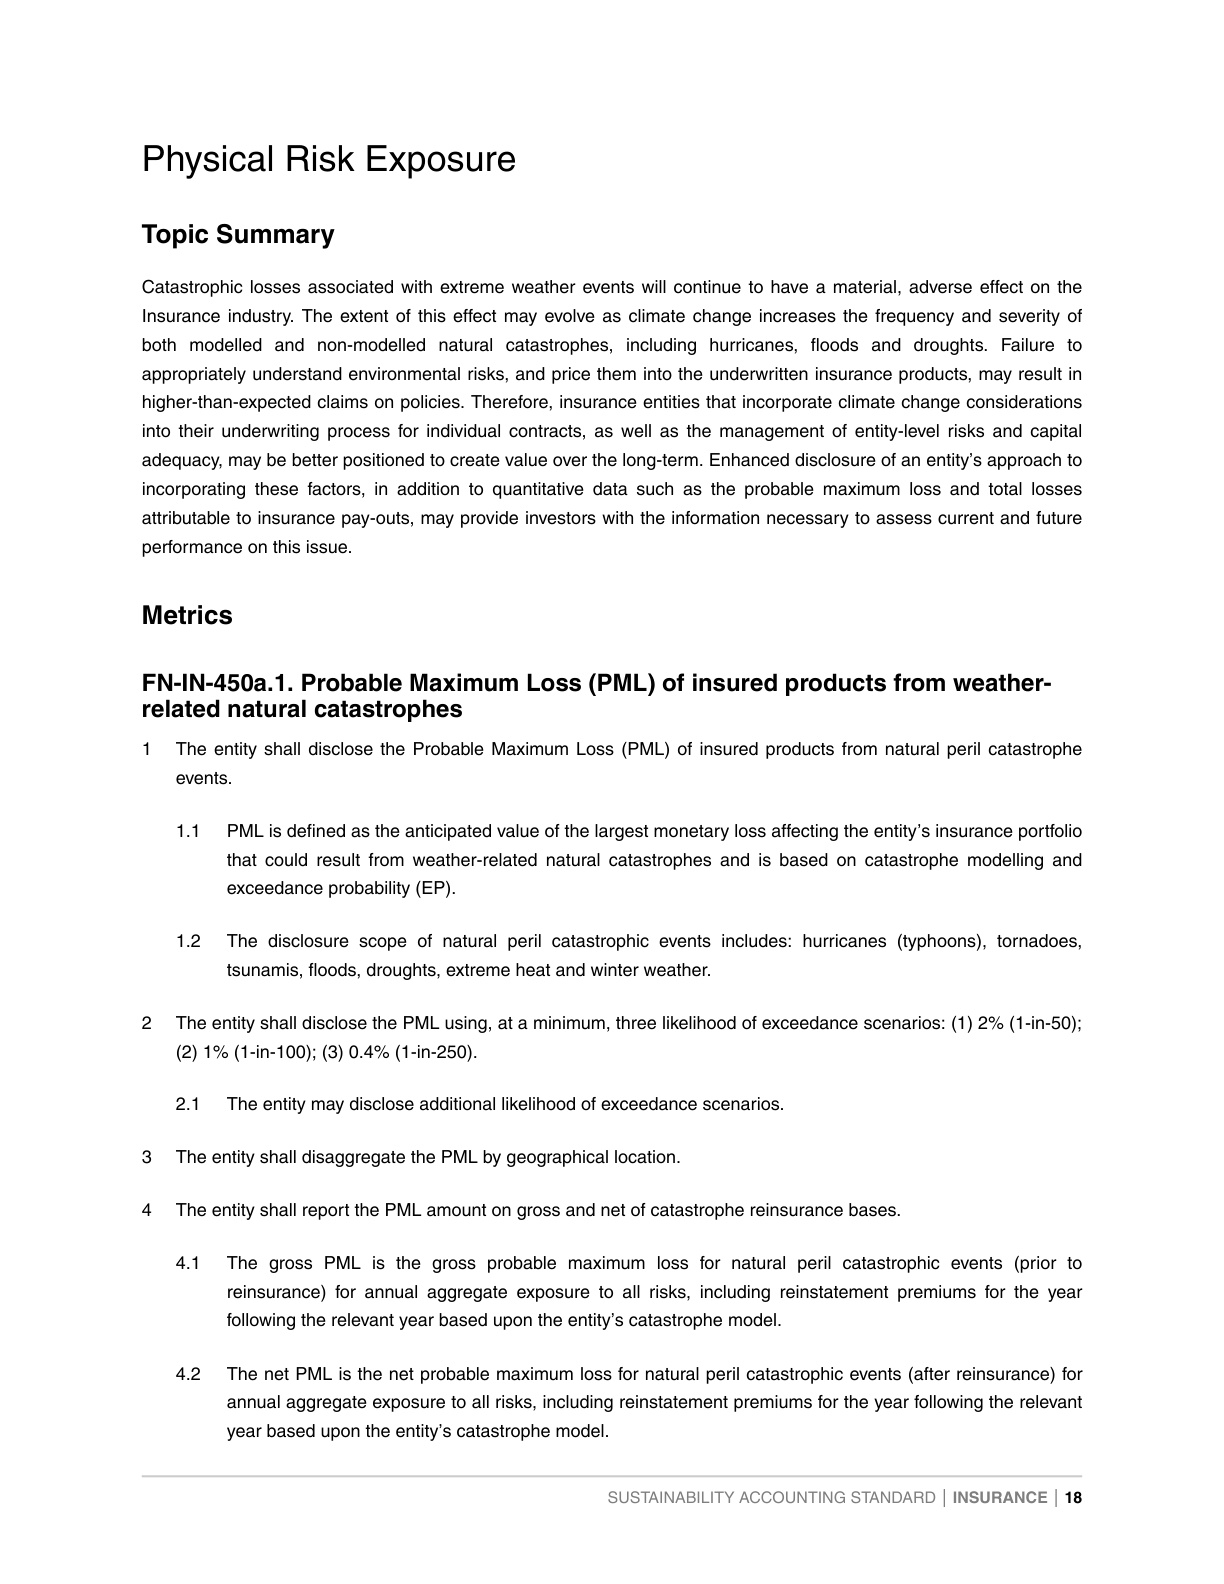 Physical Risk Exposure
Topic Summary
Catastrophic losses associated with extreme weather events will continue to have a material, adverse effect on the
Insurance industry. The extent of this effect may evolve as climate change increases the frequency and severity of
both modelled and non-modelled natural catastrophes, including hurricanes, floods and droughts. Failure to
appropriately understand environmental risks, and price them into the underwritten insurance products, may result in
higher-than-expected claims on policies. Therefore, insurance entities that incorporate climate change considerations
into their underwriting process for individual contracts, as well as the management of entity-level risks and capital
adequacy, may be better positioned to create value over the long-term. Enhanced disclosure of an entity’s approach to
incorporating these factors, in addition to quantitative data such as the probable maximum loss and total losses
attributable to insurance pay-outs, may provide investors with the information necessary to assess current and future
performance on this issue.
Metrics
FN-IN-450a.1. Probable Maximum Loss (PML) of insured products from weather-
related natural catastrophes
1 The entity shall disclose the Probable Maximum Loss (PML) of insured products from natural peril catastrophe
events.
1.1 PML is defined as the anticipated value of the largest monetary loss affecting the entity’s insurance portfolio
that could result from weather-related natural catastrophes and is based on catastrophe modelling and
exceedance probability (EP).
1.2 The disclosure scope of natural peril catastrophic events includes: hurricanes (typhoons), tornadoes,
tsunamis, floods, droughts, extreme heat and winter weather.
2 The entity shall disclose the PML using, at a minimum, three likelihood of exceedance scenarios: (1) 2% (1-in-50);
(2) 1% (1-in-100); (3) 0.4% (1-in-250).
2.1 The entity may disclose additional likelihood of exceedance scenarios.
3 The entity shall disaggregate the PML by geographical location.
4 The entity shall report the PML amount on gross and net of catastrophe reinsurance bases.
4.1 The gross PML is the gross probable maximum loss for natural peril catastrophic events (prior to
reinsurance) for annual aggregate exposure to all risks, including reinstatement premiums for the year
following the relevant year based upon the entity’s catastrophe model.
4.2 The net PML is the net probable maximum loss for natural peril catastrophic events (after reinsurance) for
annual aggregate exposure to all risks, including reinstatement premiums for the year following the relevant
year based upon the entity’s catastrophe model.
SUSTAINABILITY ACCOUNTING STANDARD | INSURANCE | 18